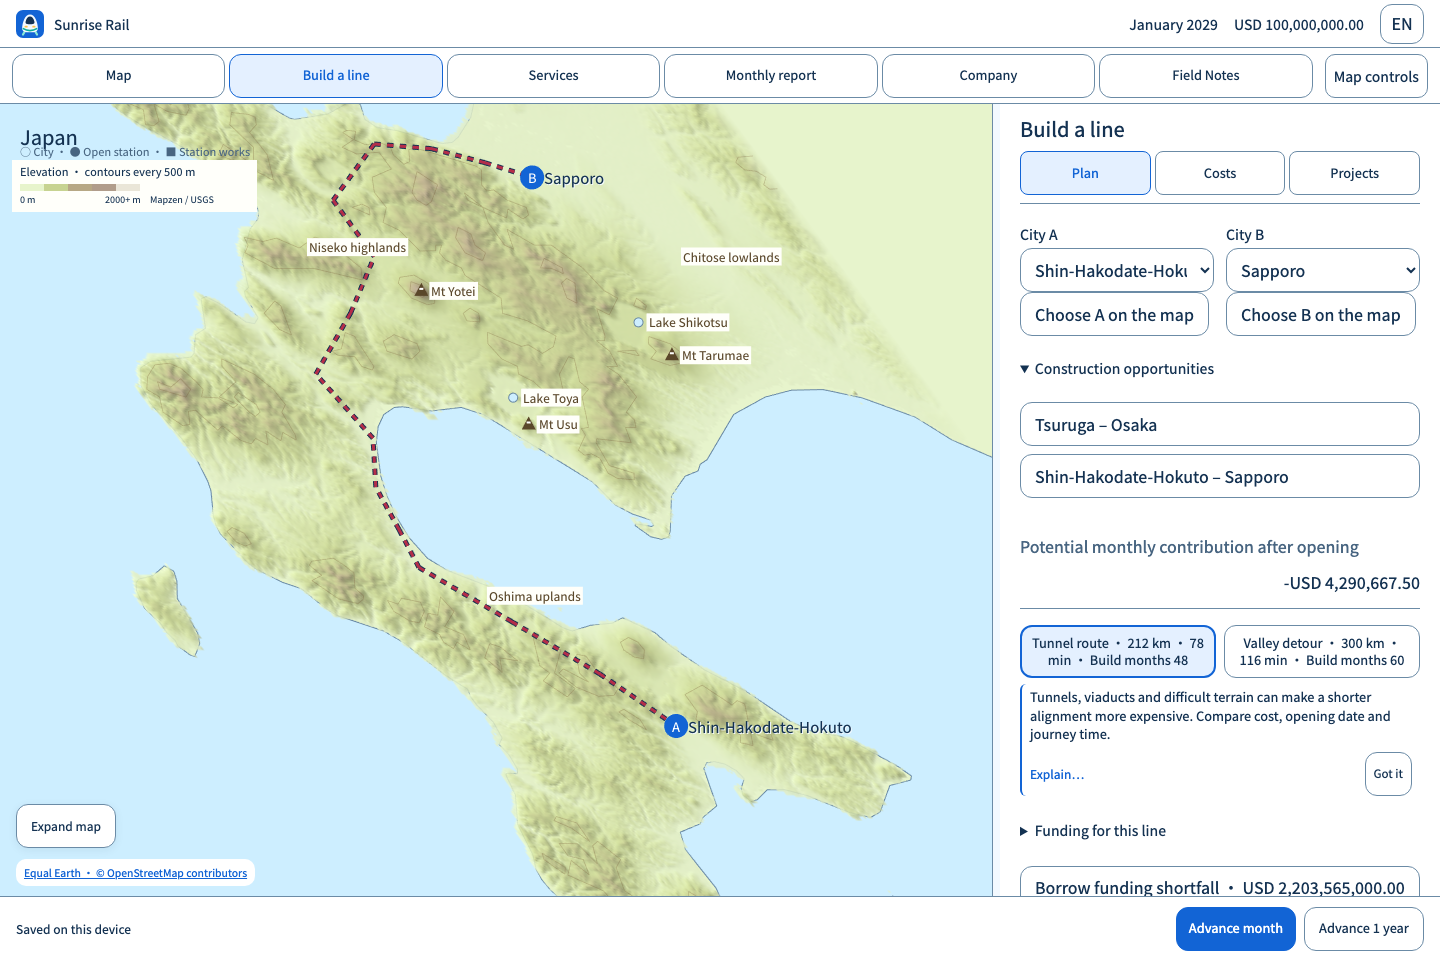 Sunrise Rail
January 2029 USD 100,000,000.00 EN
Map
Build a line
Services
Monthly report
Company
Field Notes
Map controls
Japan
City • Open station • Station works
Elevation • contours every 500 m
0 m 2000+ m Mapzen / USGS
B Sapporo
Niseko highlands
Chitose lowlands
Mt Yotei
Lake Shikotsu
Mt Tarumae
Lake Toya
Mt Usu
Oshima uplands
A Shin-Hakodate-Hokuto
Expand map
Equal Earth • © OpenStreetMap contributors
Build a line
Plan
Costs
Projects
City A
City B
Shin-Hakodate-Hoku
Sapporo
Choose A on the map
Choose B on the map
Construction opportunities
Tsuruga – Osaka
Shin-Hakodate-Hokuto – Sapporo
Potential monthly contribution after opening
-USD 4,290,667.50
Tunnel route • 212 km • 78
min • Build months 48
Valley detour • 300 km •
116 min • Build months 60
Tunnels, viaducts and difficult terrain can make a shorter
alignment more expensive. Compare cost, opening date and
journey time.
Explain…
Got it
Funding for this line
Borrow funding shortfall • USD 2,203,565,000.00
Saved on this device
Advance month
Advance 1 year